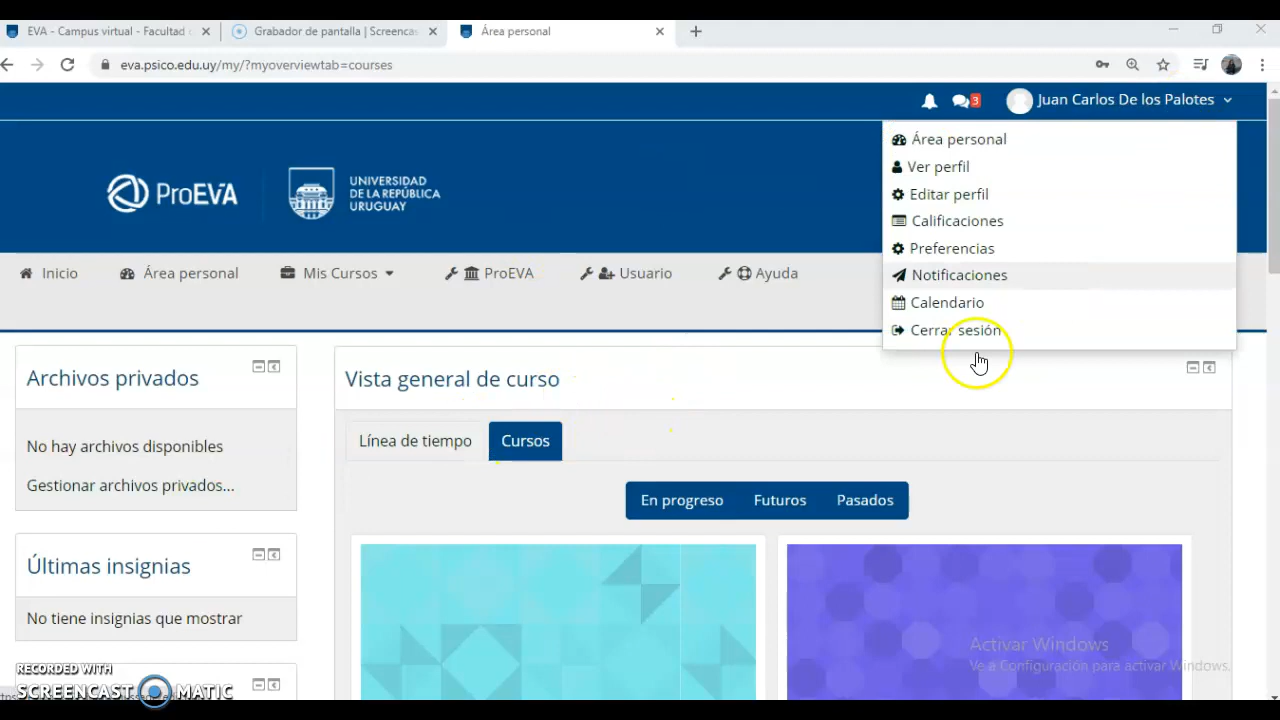 EVA - Campus virtual - Facultad
Grabador de pantalla | Screencas
Área personal
eva.psico.edu.uy/my/?myoverviewtab=courses
3
Juan Carlos De los Palotes
ProEVA
UNIVERSIDAD
DE LA REPÚBLICA
URUGUAY
Área personal
Ver perfil
Editar perfil
Calificaciones
Preferencias
Notificaciones
Calendario
Cerrar sesión
Inicio
Área personal
Mis Cursos
ProEVA
Usuario
Ayuda
Archivos privados
No hay archivos disponibles
Gestionar archivos privados...
Últimas insignias
No tiene insignias que mostrar
Vista general de curso
Línea de tiempo
Cursos
En progreso
Futuros
Pasados
Activar Windows
Ve a Configuración para activar Windows.
RECORDED WITH
SCREENCAST MATIC